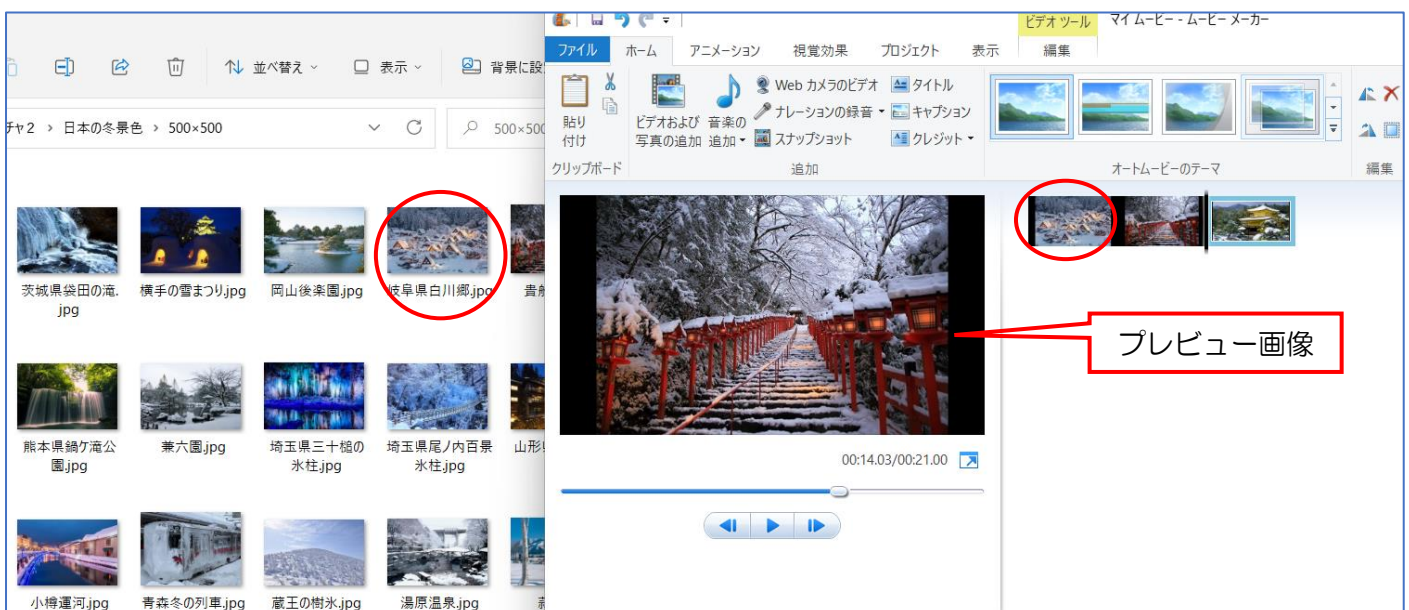 並べ替え
表示
背景に設
チャ2 › 日本の冬景色 › 500×500
500×500
茨城県袋田の滝.
jpg
横手の雪まつり.jpg
岡山後楽園.jpg
岐阜県白川郷.jpg
貴船
熊本県鍋ケ滝公
園.jpg
兼六園.jpg
埼玉県三十槌の
氷柱.jpg
埼玉県尾ノ内百景
氷柱.jpg
山形
小樽運河.jpg
青森冬の列車.jpg
蔵王の樹氷.jpg
湯原温泉.jpg
ビデオ ツール
マイ ムービー - ムービー メーカー
ファイル
ホーム
アニメーション
視覚効果
プロジェクト
表示
編集
貼り
付け
クリップボード
ビデオおよび
写真の追加
音楽の
追加
Web カメラのビデオ
ナレーションの録音
スナップショット
タイトル
キャプション
クレジット
追加
オートムービーのテーマ
編集
プレビュー画像
00:14.03/00:21.00